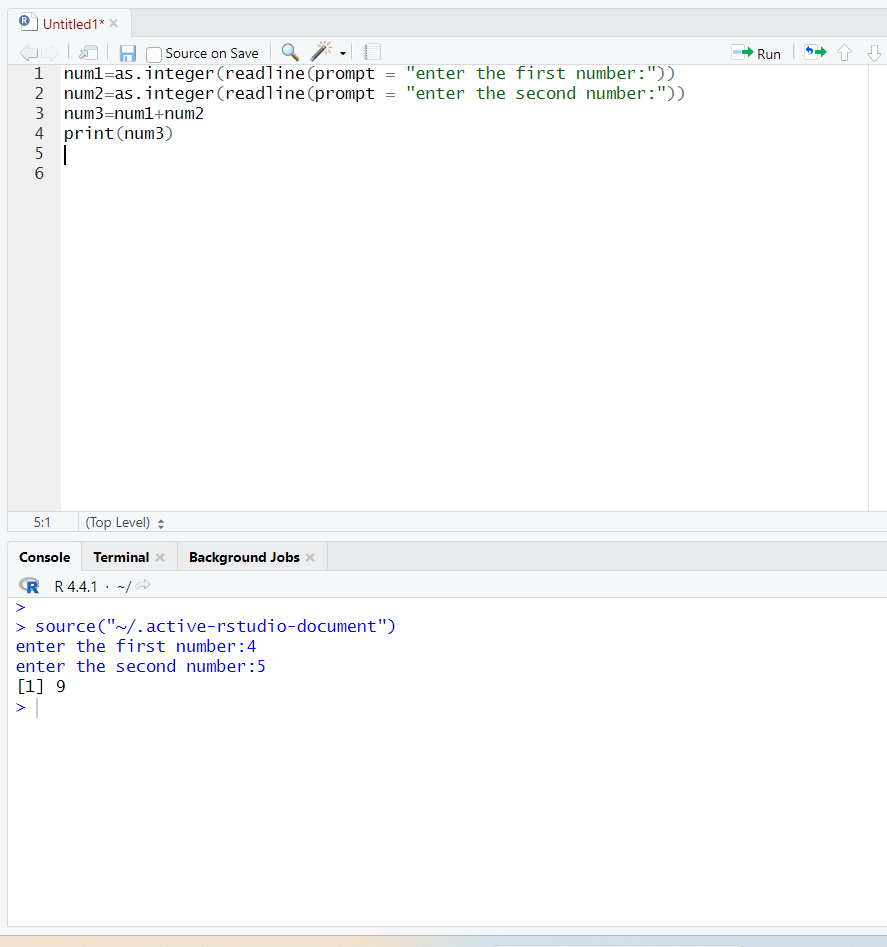 Untitled1*
Source on Save
Run
1 num1=as.integer(readline(prompt = "enter the first number:"))
2 num2=as.integer(readline(prompt = "enter the second number:"))
3 num3=num1+num2
4 print(num3)
5
6
5:1 (Top Level)
Console Terminal Background Jobs
R R 4.4.1 · ~/
>
> source("~/.active-rstudio-document")
enter the first number:4
enter the second number:5
[1] 9
>